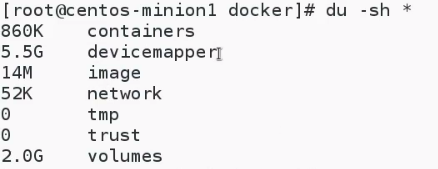 [root@centos-minion1 docker]# du -sh *
860K    containers
5.5G    devicemapper
14M     image
52K     network
0       tmp
0       trust
2.0G    volumes